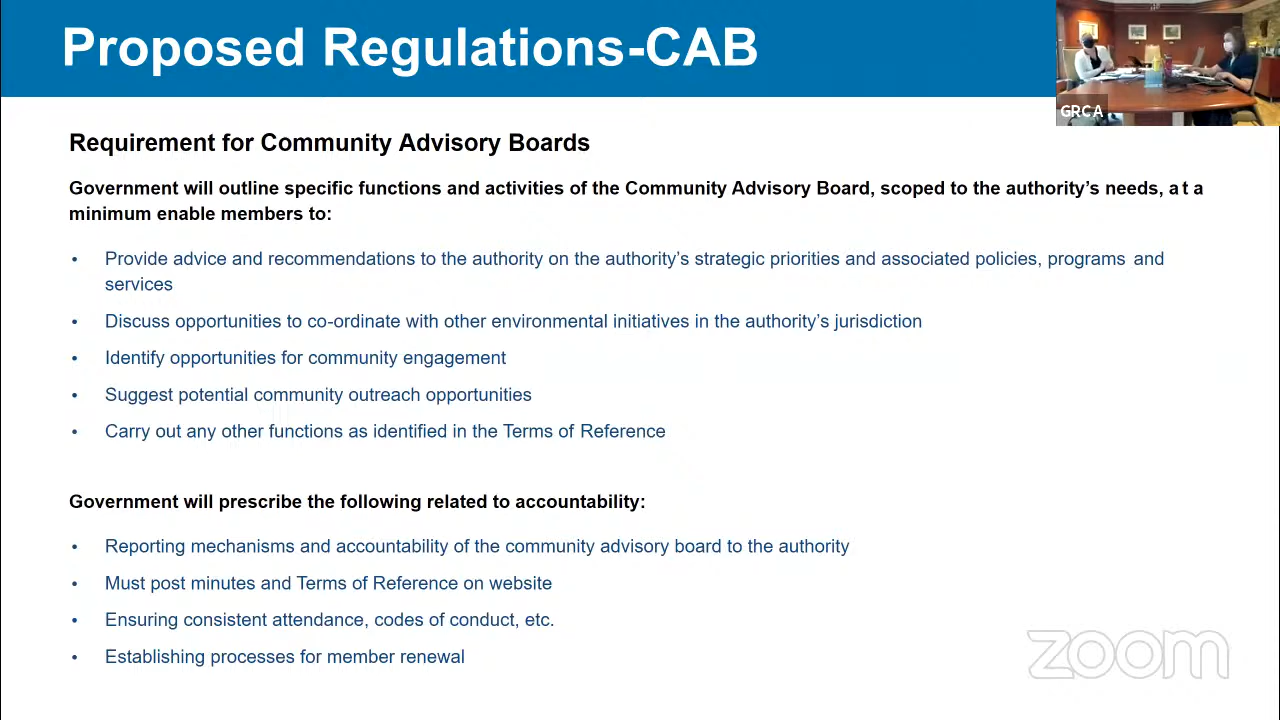 Proposed Regulations-CAB
GRCA
Requirement for Community Advisory Boards
Government will outline specific functions and activities of the Community Advisory Board, scoped to the authority's needs, at a
minimum enable members to:
• Provide advice and recommendations to the authority on the authority's strategic priorities and associated policies, programs and
services
• Discuss opportunities to co-ordinate with other environmental initiatives in the authority's jurisdiction
• Identify opportunities for community engagement
• Suggest potential community outreach opportunities
• Carry out any other functions as identified in the Terms of Reference
Government will prescribe the following related to accountability:
• Reporting mechanisms and accountability of the community advisory board to the authority
• Must post minutes and Terms of Reference on website
• Ensuring consistent attendance, codes of conduct, etc.
• Establishing processes for member renewal
zoom